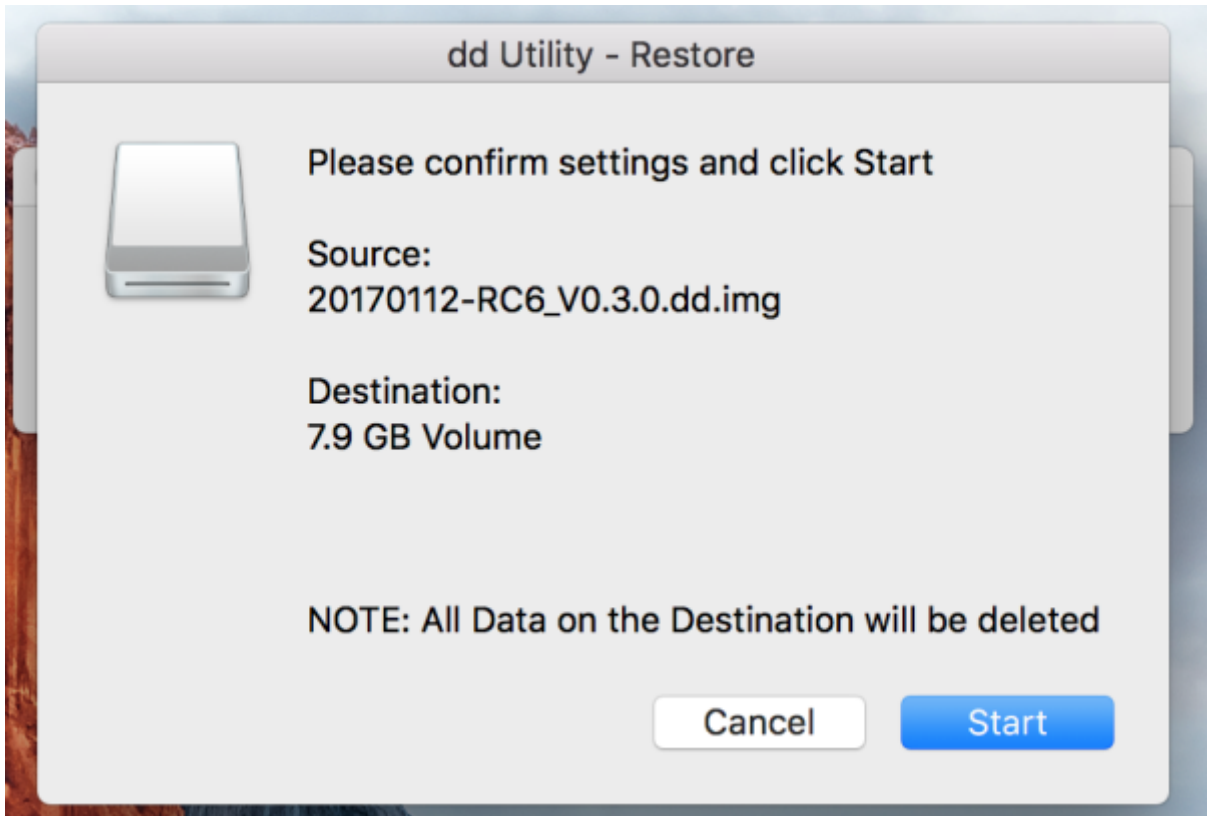 dd Utility - Restore
Please confirm settings and click Start
Source:
20170112-RC6_V0.3.0.dd.img
Destination:
7.9 GB Volume
NOTE: All Data on the Destination will be deleted
Cancel
Start